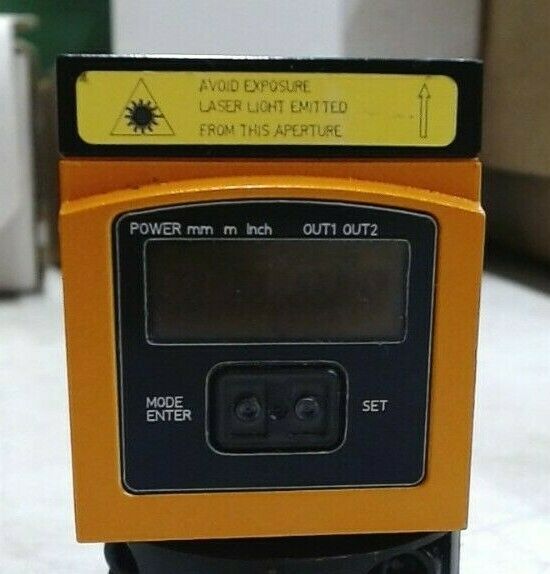 AVOID EXPOSURE
LASER LIGHT EMITTED
FROM THIS APERTURE
POWER mm m Inch OUT1 OUT2
MODE
ENTER
SET